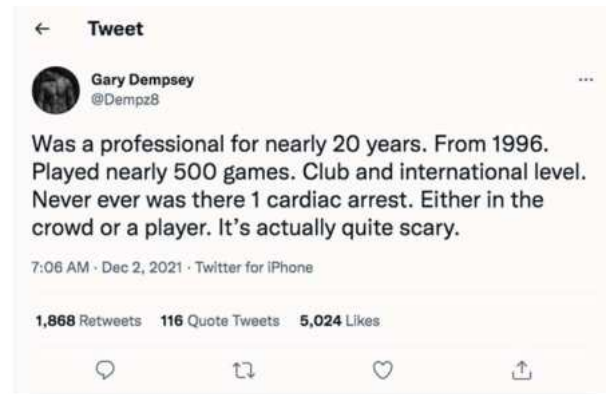 Tweet
Gary Dempsey
@Dempz8
Was a professional for nearly 20 years. From 1996.
Played nearly 500 games. Club and international level.
Never ever was there 1 cardiac arrest. Either in the
crowd or a player. It's actually quite scary.
7:06 AM · Dec 2, 2021 · Twitter for iPhone
1,868 Retweets 116 Quote Tweets 5,024 Likes